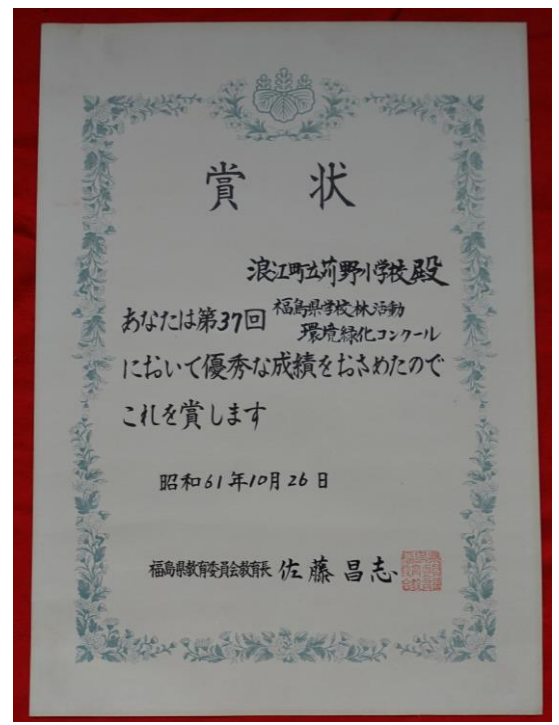 賞状
浪江町立苅野小学校殿
あなたは第37回 福島県学校林活動
環境緑化コンクール
において優秀な成績をおさめたので
これを賞します
昭和61年10月26日
福島県教育委員会教育長 佐藤昌志